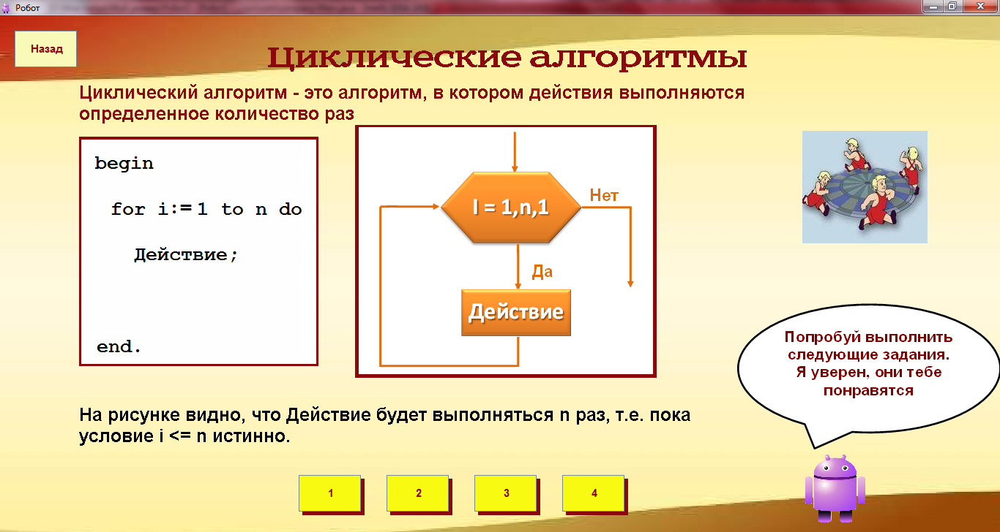 Робот
Назад
Циклические алгоритмы
Циклический алгоритм - это алгоритм, в котором действия выполняются
определенное количество раз
begin
for i:= 1 to n do
Действие;
end.
I = 1,n,1
Нет
Да
Действие
Попробуй выполнить
следующие задания.
Я уверен, они тебе
понравятся
На рисунке видно, что Действие будет выполняться n раз, т.е. пока
условие i <= n истинно.
1
2
3
4